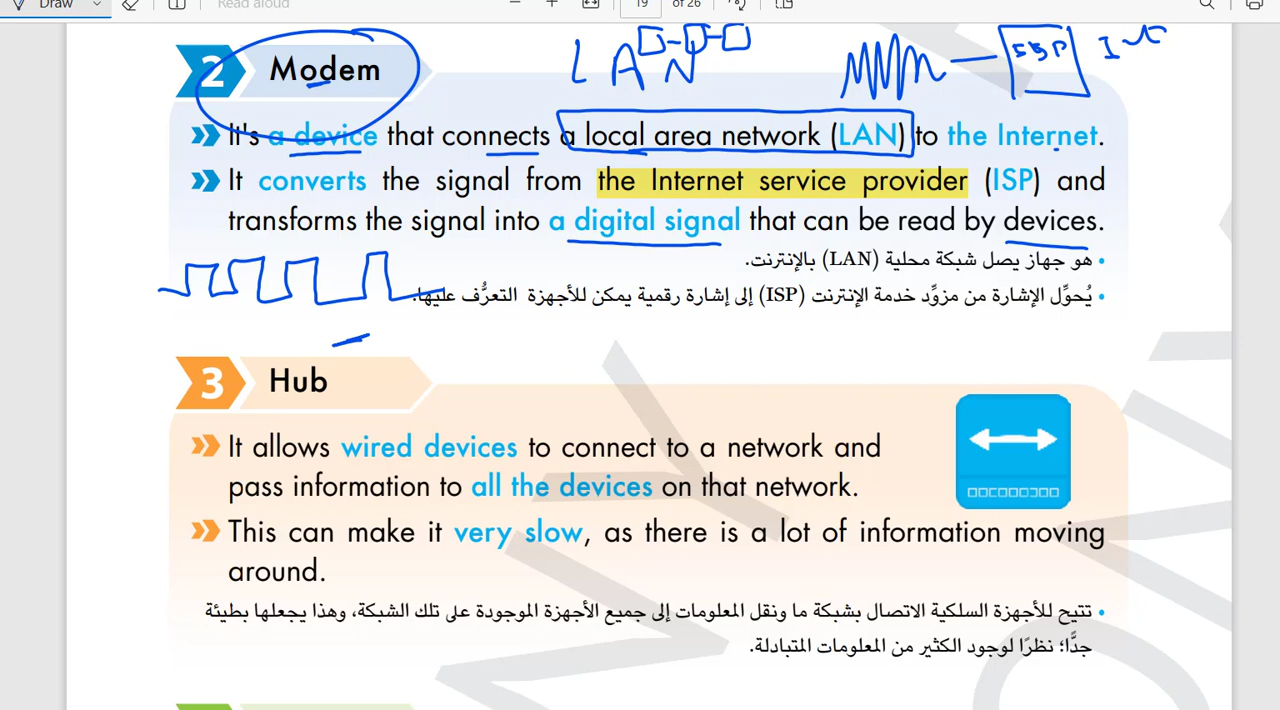 Draw
Read aloud
19 of 26
L A N
ISP
2 Modem
It's a device that connects a local area network (LAN) to the Internet.
It converts the signal from the Internet service provider (ISP) and
transforms the signal into a digital signal that can be read by devices.
• هو جهاز يصل شبكة محلية (LAN) بالإنترنت.
• يُحوِّل الإشارة من مزوِّد خدمة الإنترنت (ISP) إلى إشارة رقمية يمكن للأجهزة التعرُّف عليها.
3 Hub
It allows wired devices to connect to a network and
pass information to all the devices on that network.
This can make it very slow, as there is a lot of information moving
around.
• تتيح للأجهزة السلكية الاتصال بشبكة ما ونقل المعلومات إلى جميع الأجهزة الموجودة على تلك الشبكة، وهذا يجعلها بطيئة
جدًّا؛ نظرًا لوجود الكثير من المعلومات المتبادلة.